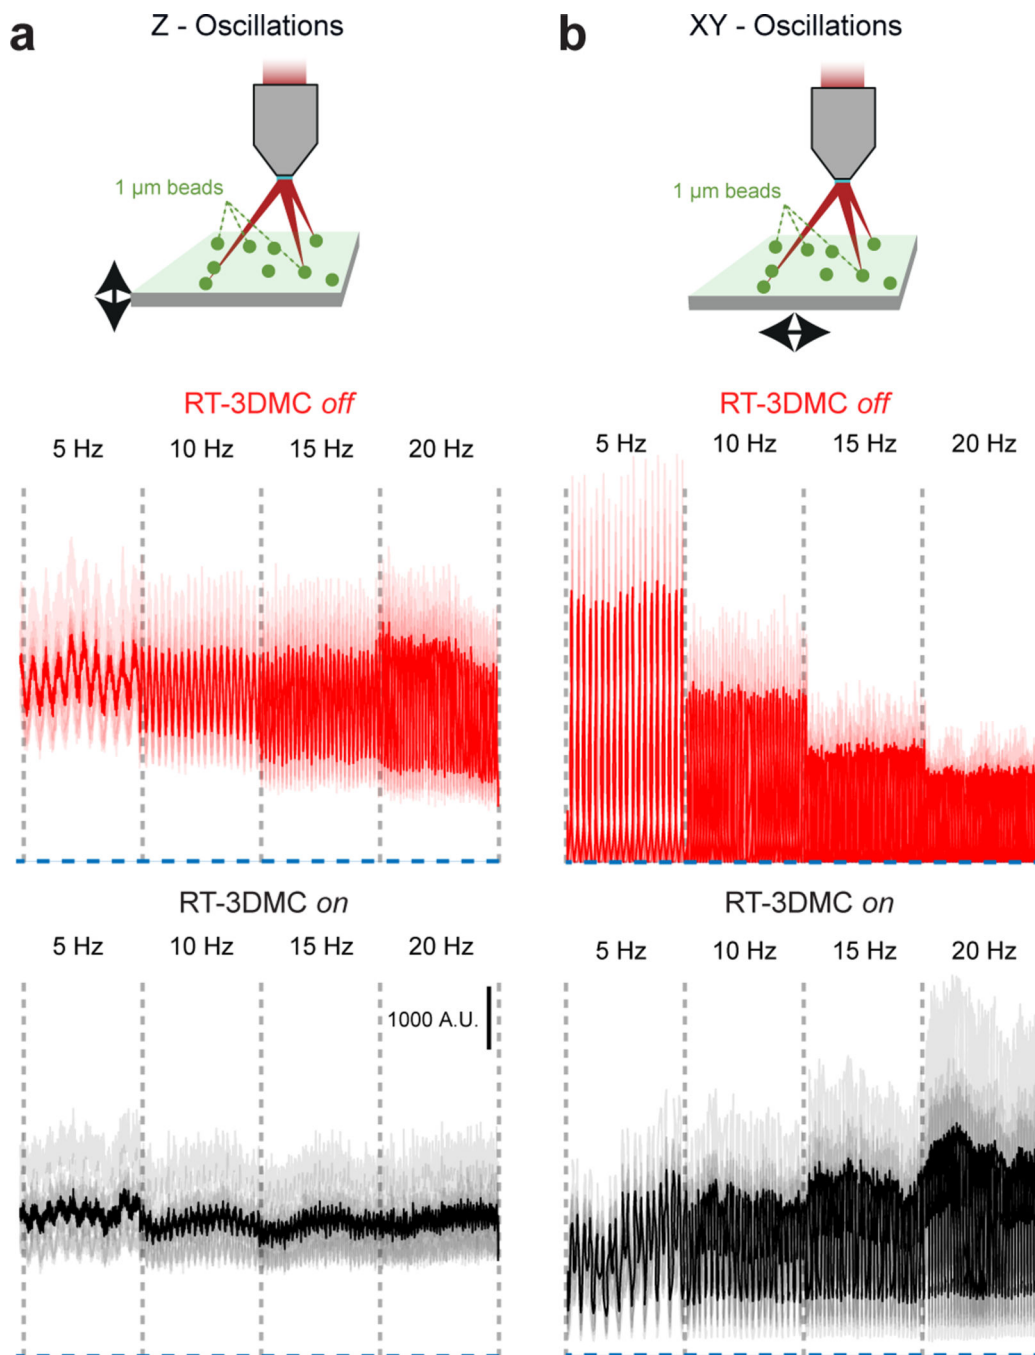 a
Z - Oscillations
1 µm beads
RT-3DMC off
5 Hz 10 Hz 15 Hz 20 Hz
RT-3DMC on
5 Hz 10 Hz 15 Hz 20 Hz
1000 A.U.
b
XY - Oscillations
1 µm beads
RT-3DMC off
5 Hz 10 Hz 15 Hz 20 Hz
RT-3DMC on
5 Hz 10 Hz 15 Hz 20 Hz